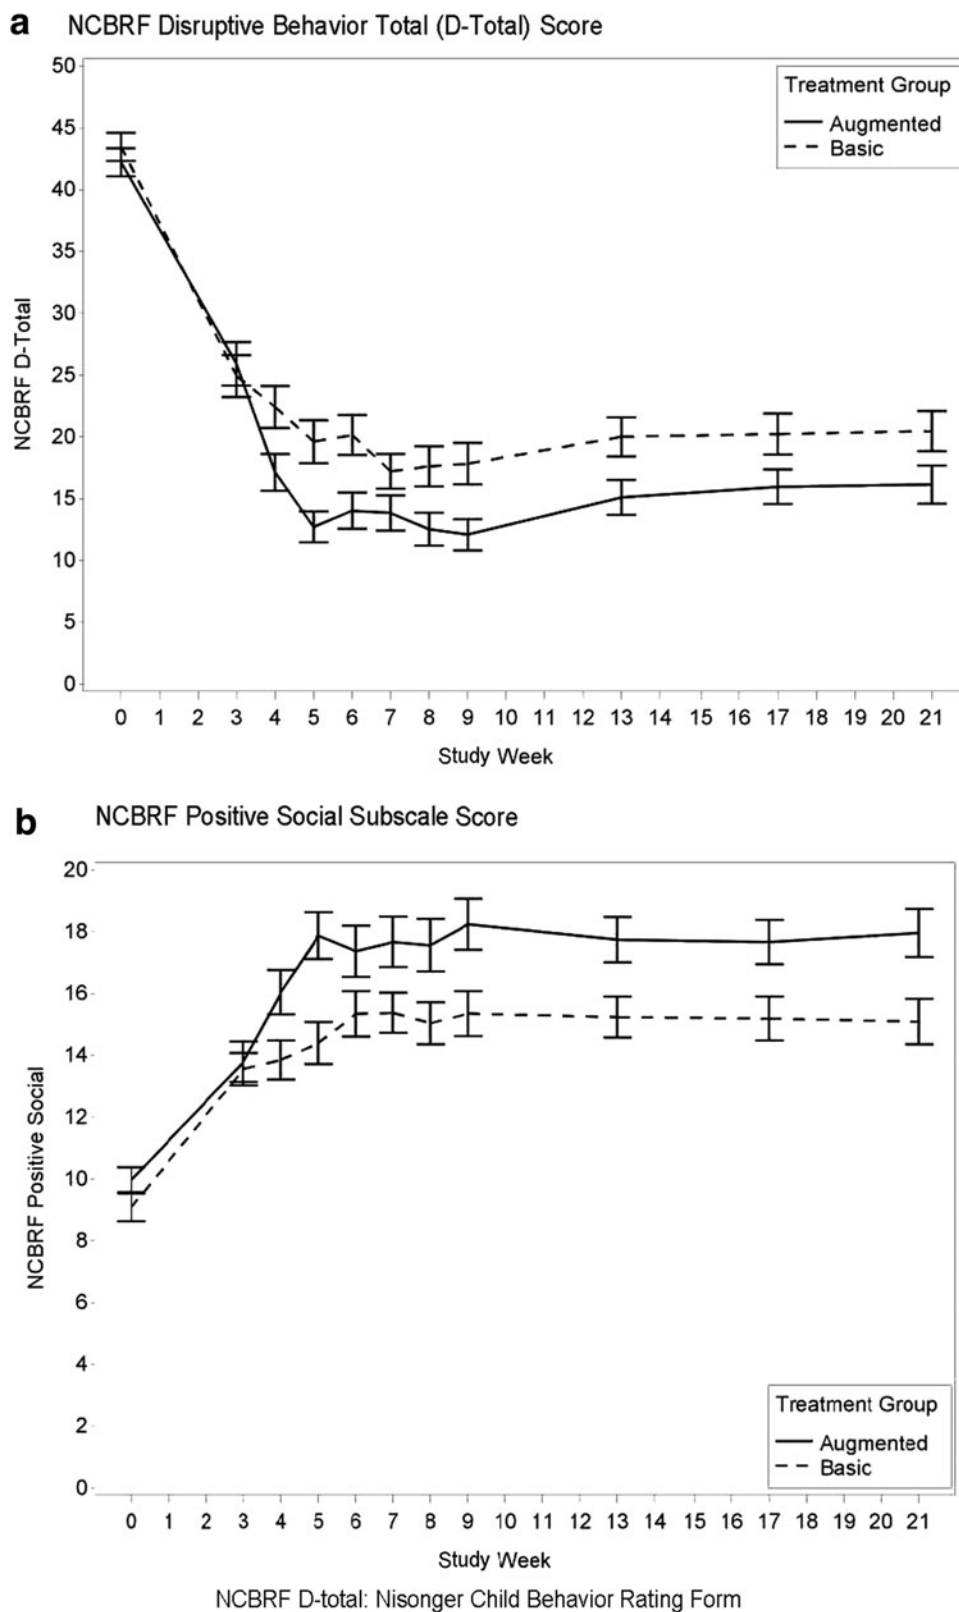 a NCBRF Disruptive Behavior Total (D-Total) Score
50
45
40
35
30
25
20
15
10
5
0
NCBRF D-Total
Treatment Group
Augmented
Basic
0 1 2 3 4 5 6 7 8 9 10 11 12 13 14 15 16 17 18 19 20 21
Study Week
b NCBRF Positive Social Subscale Score
20
18
16
14
12
10
8
6
4
2
0
NCBRF Positive Social
Treatment Group
Augmented
Basic
0 1 2 3 4 5 6 7 8 9 10 11 12 13 14 15 16 17 18 19 20 21
Study Week
NCBRF D-total: Nisonger Child Behavior Rating Form